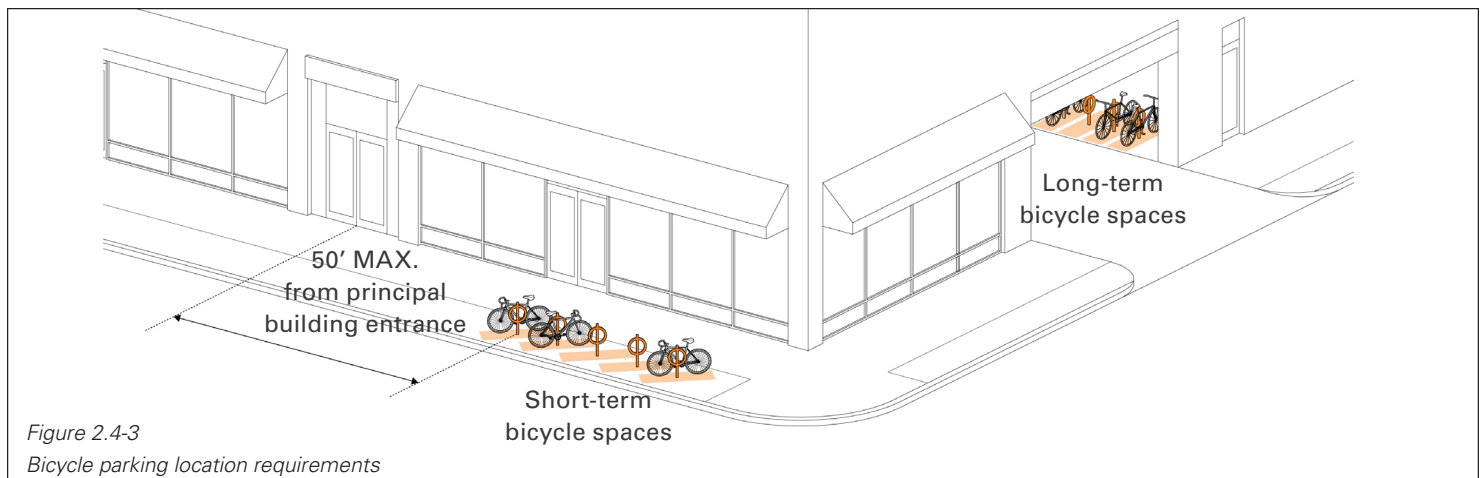 Long-term
bicycle spaces
50’ MAX.
from principal
building entrance
Short-term
bicycle spaces
Figure 2.4-3
Bicycle parking location requirements